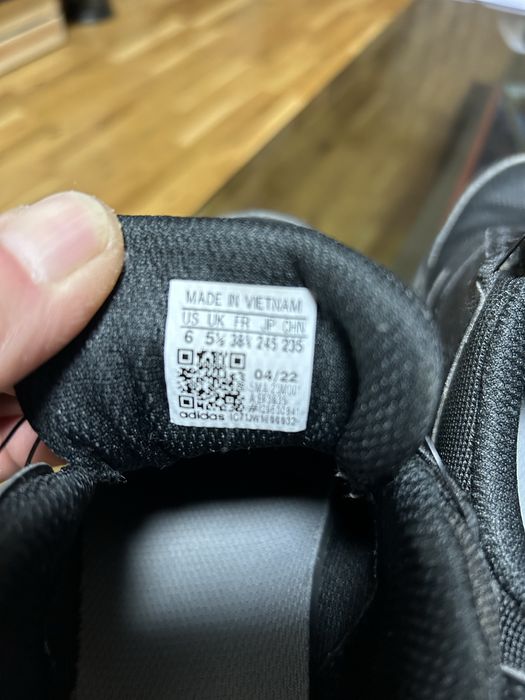 MADE IN VIETNAM
US UK FR JP CHN
6 5½ 38⅔ 245 235
04/22
adidas